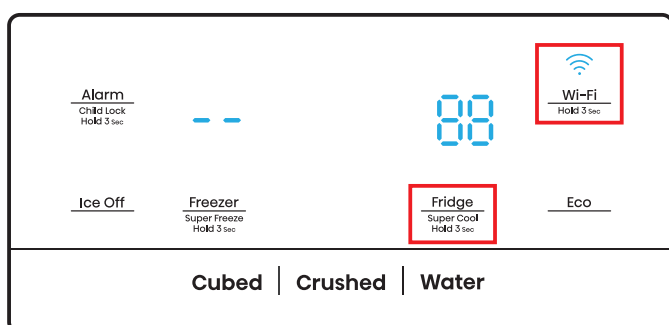 Alarm
Child Lock
Hold 3 Sec
-- 88
Wi-Fi
Hold 3 Sec
Ice Off
Freezer
Super Freeze
Hold 3 Sec
Fridge
Super Cool
Hold 3 Sec
Eco
Cubed | Crushed | Water